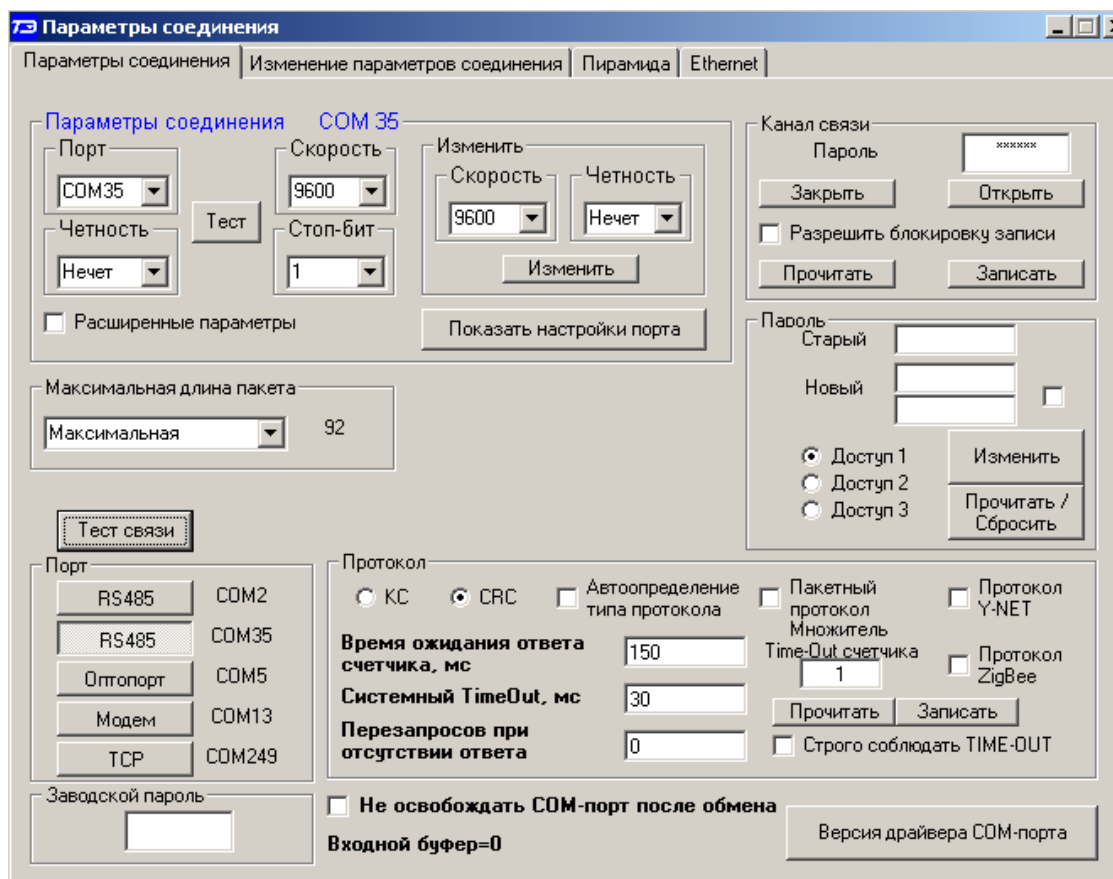 ТЭ Параметры соединения
Параметры соединения Изменение параметров соединения Пирамида Ethernet
Параметры соединения COM 35
Порт
COM35
Четность
Нечет
Тест
Скорость
9600
Стоп-бит
1
Расширенные параметры
Изменить
Скорость
9600
Четность
Нечет
Изменить
Показать настройки порта
Канал связи
Пароль ******
Закрыть Открыть
Разрешить блокировку записи
Прочитать Записать
Пароль
Старый
Новый
Доступ 1
Доступ 2
Доступ 3
Изменить
Прочитать /
Сбросить
Максимальная длина пакета
Максимальная 92
Тест связи
Порт
RS485 COM2
RS485 COM35
Оптопорт COM5
Модем COM13
TCP COM249
Протокол
КС CRC
Автоопределение
типа протокола
Пакетный
протокол
Множитель
Time-Out счетчика
1
Протокол
Y-NET
Протокол
ZigBee
Время ожидания ответа
счетчика, мс
150
Системный TimeOut, мс 30
Перезапросов при
отсутствии ответа
0
Прочитать Записать
Строго соблюдать TIME-OUT
Заводской пароль
Не освобождать COM-порт после обмена
Входной буфер=0
Версия драйвера COM-порта